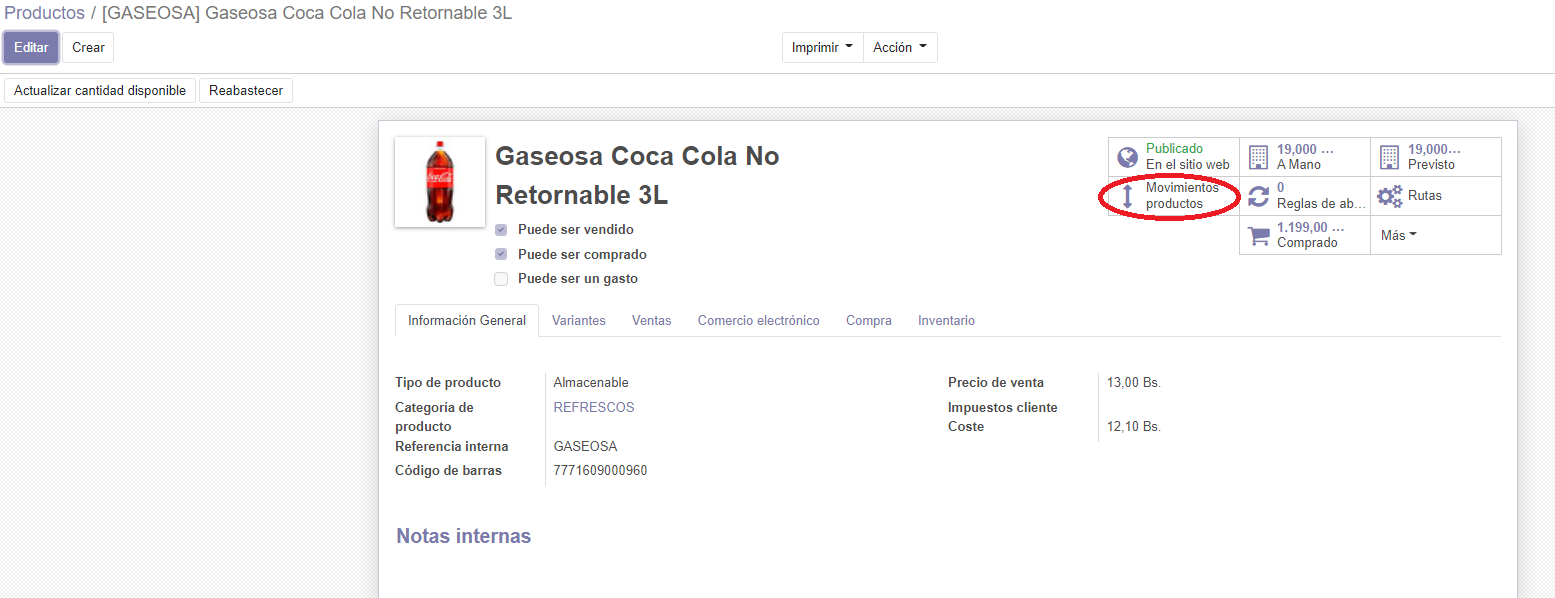 Productos / [GASEOSA] Gaseosa Coca Cola No Retornable 3L
Editar Crear Imprimir Acción
Actualizar cantidad disponible Reabastecer
Gaseosa Coca Cola No
Retornable 3L
Puede ser vendido
Puede ser comprado
Puede ser un gasto
Publicado
En el sitio web
19,000 ...
A Mano
19,000...
Previsto
Movimientos
productos
0
Reglas de ab...
Rutas
1.199,00 ...
Comprado
Más
Información General Variantes Ventas Comercio electrónico Compra Inventario
Tipo de producto Almacenable
Categoría de
producto
REFRESCOS
Referencia interna GASEOSA
Código de barras 7771609000960
Precio de venta 13,00 Bs.
Impuestos cliente
Coste 12,10 Bs.
Notas internas